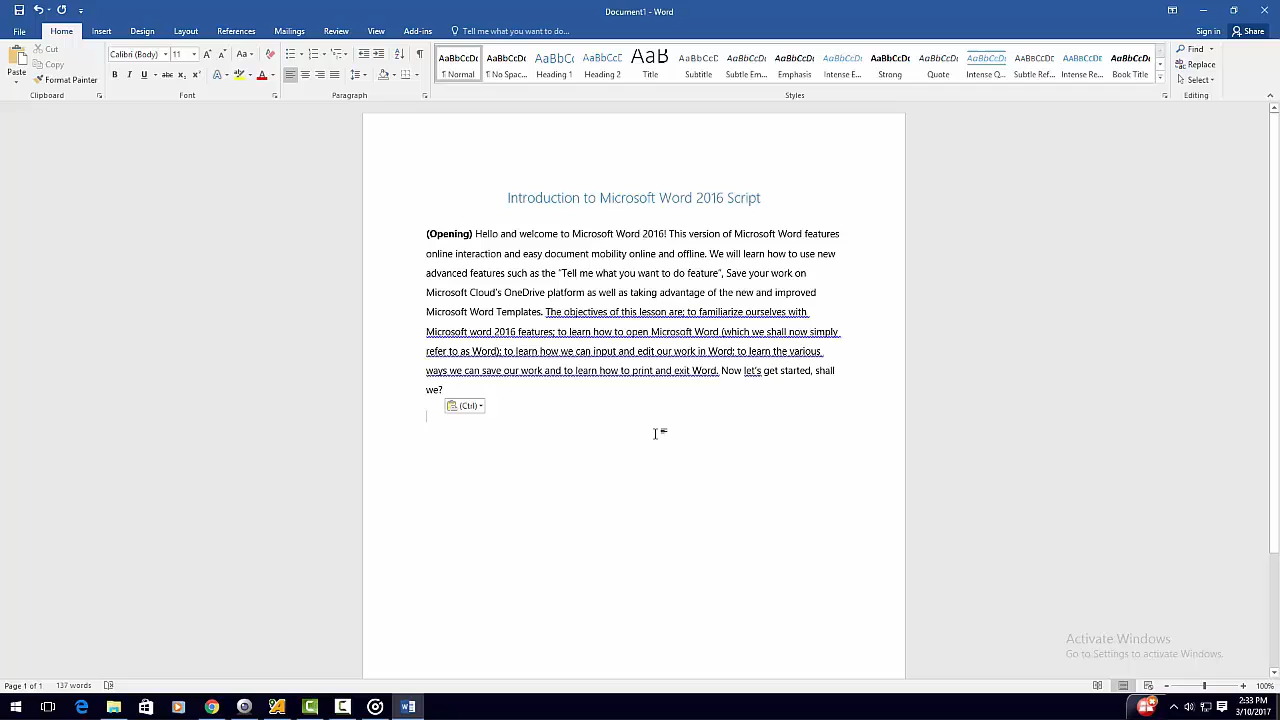 Document1 - Word
File Home Insert Design Layout References Mailings Review View Add-ins Tell me what you want to do... Sign in Share
Paste Cut Copy Format Painter Clipboard
Calibri (Body) 11 Font
Paragraph
AaBbCcDc AaBbCcDc AaBbC( AaBbCcC AaB AaBbCcD AaBbCcDt AaBbCcDt AaBbCcDt AaBbCcDc AaBbCcDt AaBbCcDt AABBCCDE AABBCCDE AaBbCcDt
¶ Normal ¶ No Spac... Heading 1 Heading 2 Title Subtitle Subtle Em... Emphasis Intense E... Strong Quote Intense Q... Subtle Ref... Intense Re... Book Title
Styles
Find Replace Select Editing
Introduction to Microsoft Word 2016 Script
(Opening) Hello and welcome to Microsoft Word 2016! This version of Microsoft Word features
online interaction and easy document mobility online and offline. We will learn how to use new
advanced features such as the "Tell me what you want to do feature", Save your work on
Microsoft Cloud's OneDrive platform as well as taking advantage of the new and improved
Microsoft Word Templates. The objectives of this lesson are; to familiarize ourselves with
Microsoft word 2016 features; to learn how to open Microsoft Word (which we shall now simply
refer to as Word); to learn how we can input and edit our work in Word; to learn the various
ways we can save our work and to learn how to print and exit Word. Now let's get started, shall
we?
(Ctrl)
Activate Windows
Go to Settings to activate Windows.
Page 1 of 1 137 words 100%
2:33 PM
3/10/2017